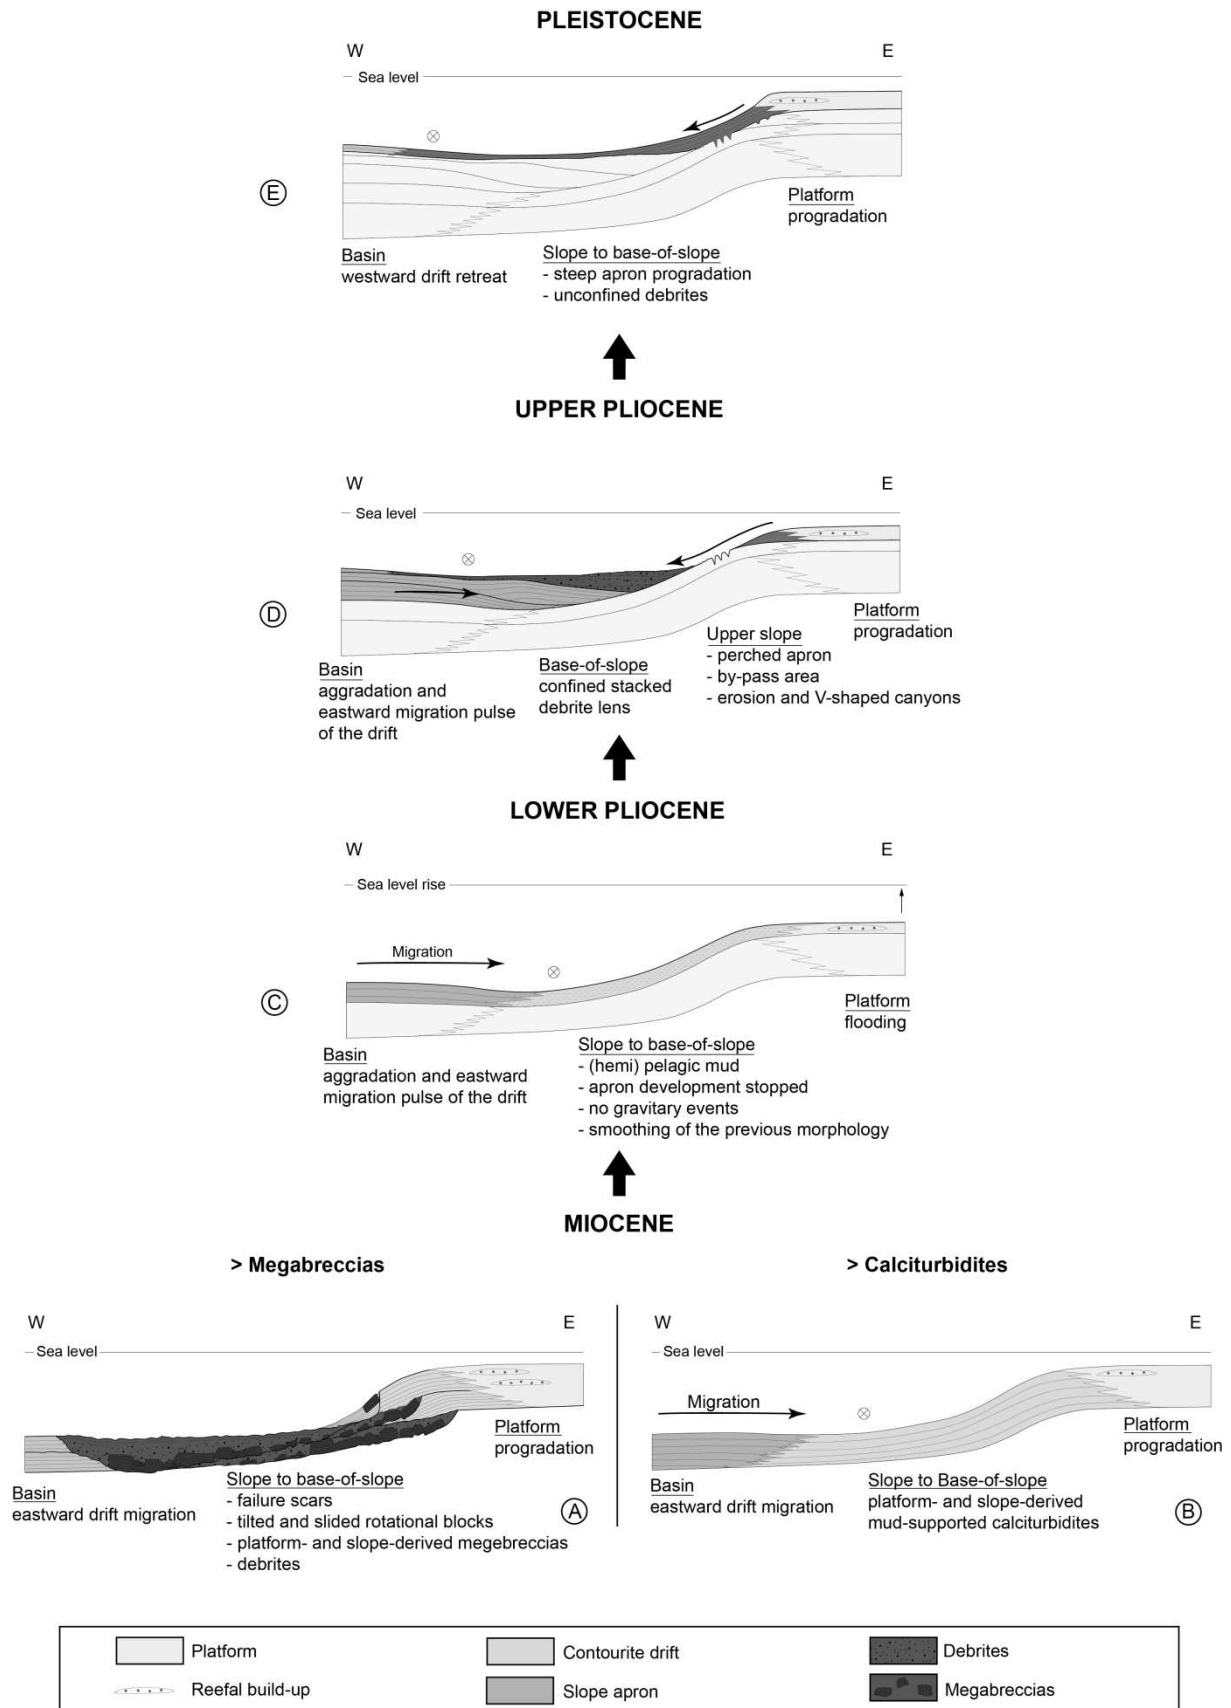 PLEISTOCENE
W E
Sea level
E
Platform
progradation
Basin
westward drift retreat
Slope to base-of-slope
- steep apron progradation
- unconfined debrites
UPPER PLIOCENE
W E
Sea level
D
Platform
progradation
Upper slope
- perched apron
- by-pass area
- erosion and V-shaped canyons
Base-of-slope
confined stacked
debrite lens
Basin
aggradation and
eastward migration pulse
of the drift
LOWER PLIOCENE
W E
Sea level rise
Migration
C
Platform
flooding
Basin
aggradation and eastward
migration pulse of the drift
Slope to base-of-slope
- (hemi) pelagic mud
- apron development stopped
- no gravitary events
- smoothing of the previous morphology
MIOCENE
> Megabreccias
W E
Sea level
Platform
progradation
Basin
eastward drift migration
Slope to base-of-slope
- failure scars
- tilted and slided rotational blocks
- platform- and slope-derived megebreccias
- debrites
A
> Calciturbidites
W E
Sea level
Migration
Platform
progradation
Basin
eastward drift migration
Slope to Base-of-slope
platform- and slope-derived
mud-supported calciturbidites
B
Platform
Contourite drift
Debrites
Reefal build-up
Slope apron
Megabreccias